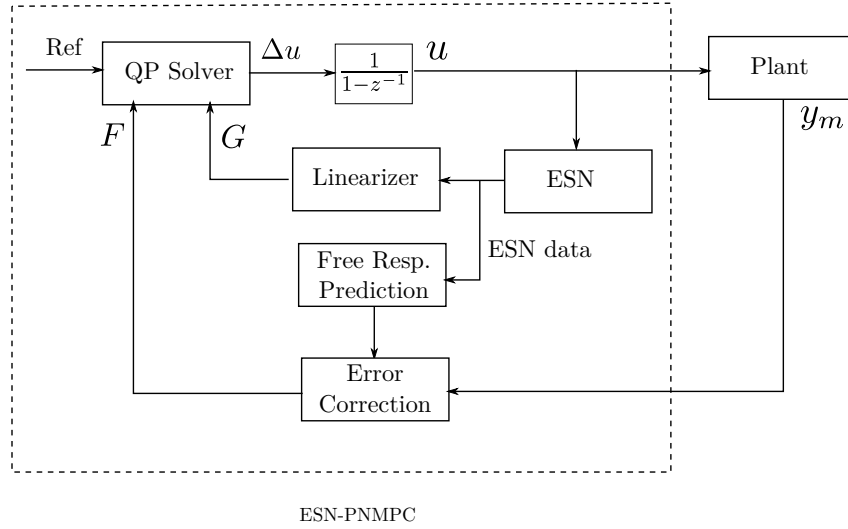 Ref
QP Solver
Δu
1
1−z⁻¹
u
Plant
y_m
F
G
Linearizer
ESN
ESN data
Free Resp.
Prediction
Error
Correction
ESN-PNMPC